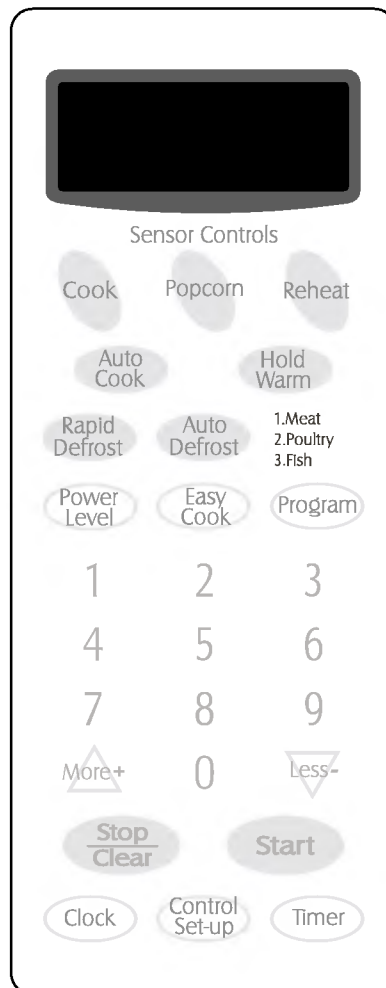 Sensor Controls
Cook Popcorn Reheat
Auto Cook
Hold Warm
Rapid Defrost
Auto Defrost
1.Meat
2.Poultry
3.Fish
Power Level
Easy Cook
Program
1 2 3
4 5 6
7 8 9
More+ 0 Less-
Stop
Clear
Start
Clock
Control Set-up
Timer